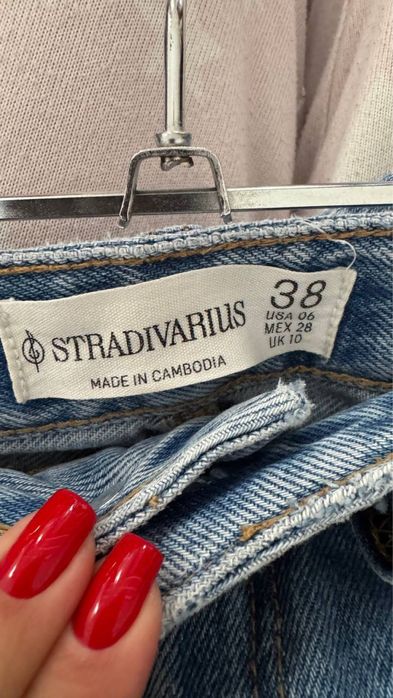 STRADIVARIUS
MADE IN CAMBODIA
38
USA 06
MEX 28
UK 10